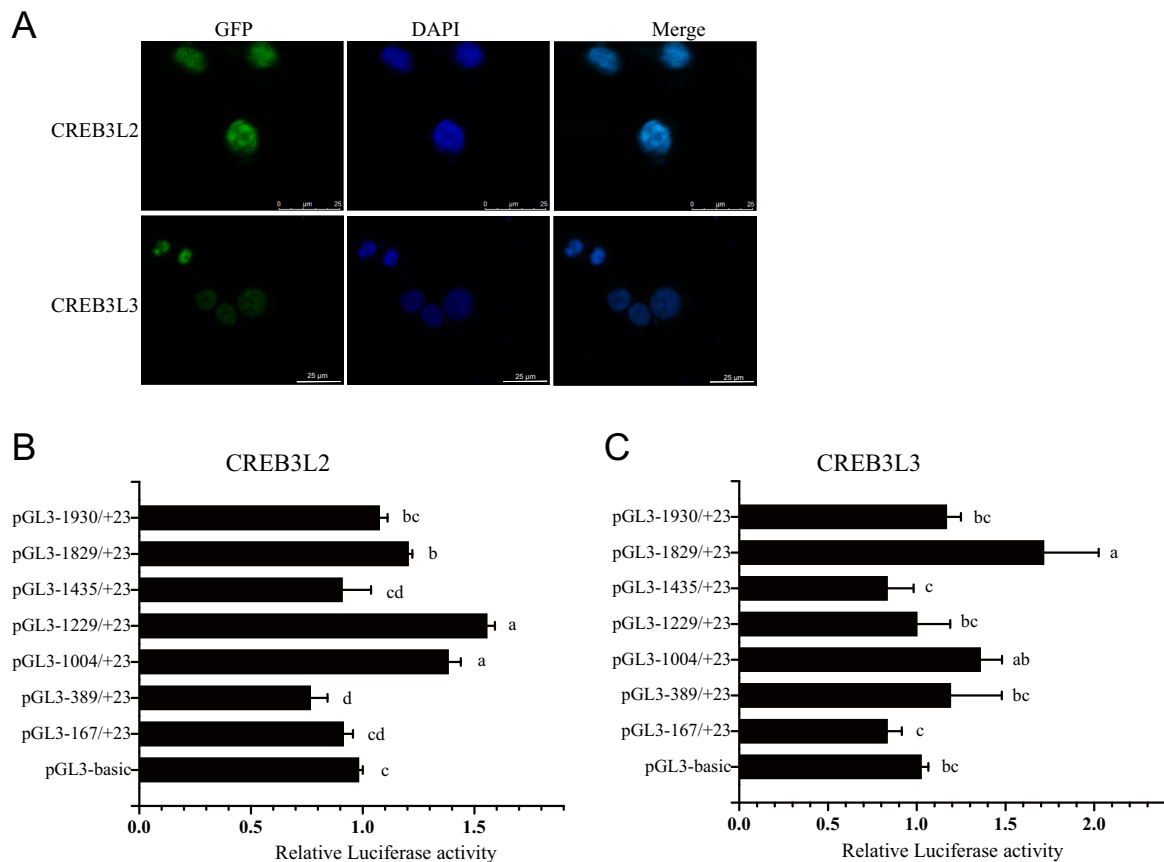 A
GFP DAPI Merge
CREB3L2
0 µm 25 0 µm 25 0 µm 25
CREB3L3
25 µm 25 µm 25 µm
B
CREB3L2
pGL3-1930/+23 bc
pGL3-1829/+23 b
pGL3-1435/+23 cd
pGL3-1229/+23 a
pGL3-1004/+23 a
pGL3-389/+23 d
pGL3-167/+23 cd
pGL3-basic c
0.0 0.5 1.0 1.5
Relative Luciferase activity
C
CREB3L3
pGL3-1930/+23 bc
pGL3-1829/+23 a
pGL3-1435/+23 c
pGL3-1229/+23 bc
pGL3-1004/+23 ab
pGL3-389/+23 bc
pGL3-167/+23 c
pGL3-basic bc
0.0 0.5 1.0 1.5 2.0
Relative Luciferase activity